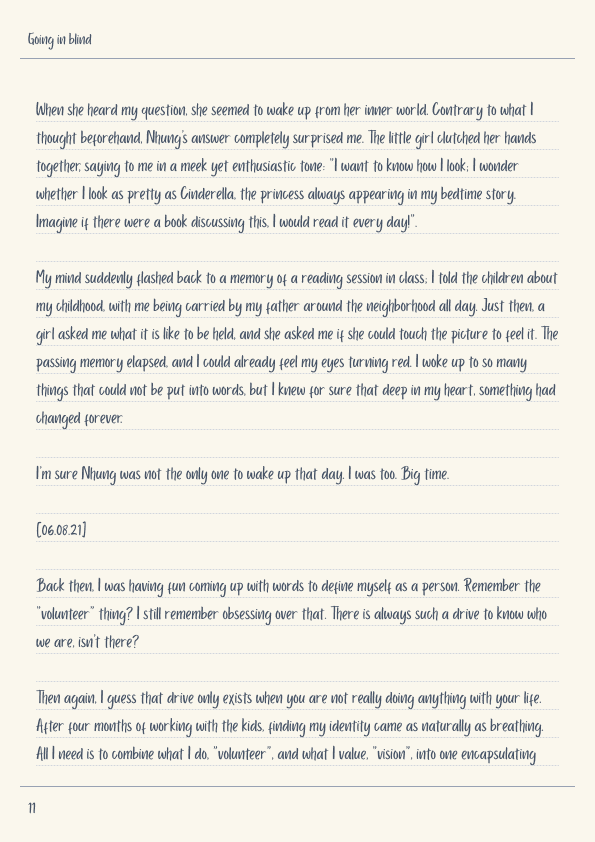 Going in blind
When she heard my question, she seemed to wake up from her inner world. Contrary to what I
thought beforehand, Nhung's answer completely surprised me. The little girl clutched her hands
together, saying to me in a meek yet enthusiastic tone: "I want to know how I look; I wonder
whether I look as pretty as Cinderella, the princess always appearing in my bedtime story.
Imagine if there were a book discussing this, I would read it every day!".
My mind suddenly flashed back to a memory of a reading session in class; I told the children about
my childhood, with me being carried by my father around the neighborhood all day. Just then, a
girl asked me what it is like to be held, and she asked me if she could touch the picture to feel it. The
passing memory elapsed, and I could already feel my eyes turning red. I woke up to so many
things that could not be put into words, but I knew for sure that deep in my heart, something had
changed forever.
I'm sure Nhung was not the only one to wake up that day. I was too. Big time.
[06.08.21]
Back then, I was having fun coming up with words to define myself as a person. Remember the
"volunteer" thing? I still remember obsessing over that. There is always such a drive to know who
we are, isn't there?
Then again, I guess that drive only exists when you are not really doing anything with your life.
After four months of working with the kids, finding my identity came as naturally as breathing.
All I need is to combine what I do, "volunteer", and what I value, "vision", into one encapsulating
11